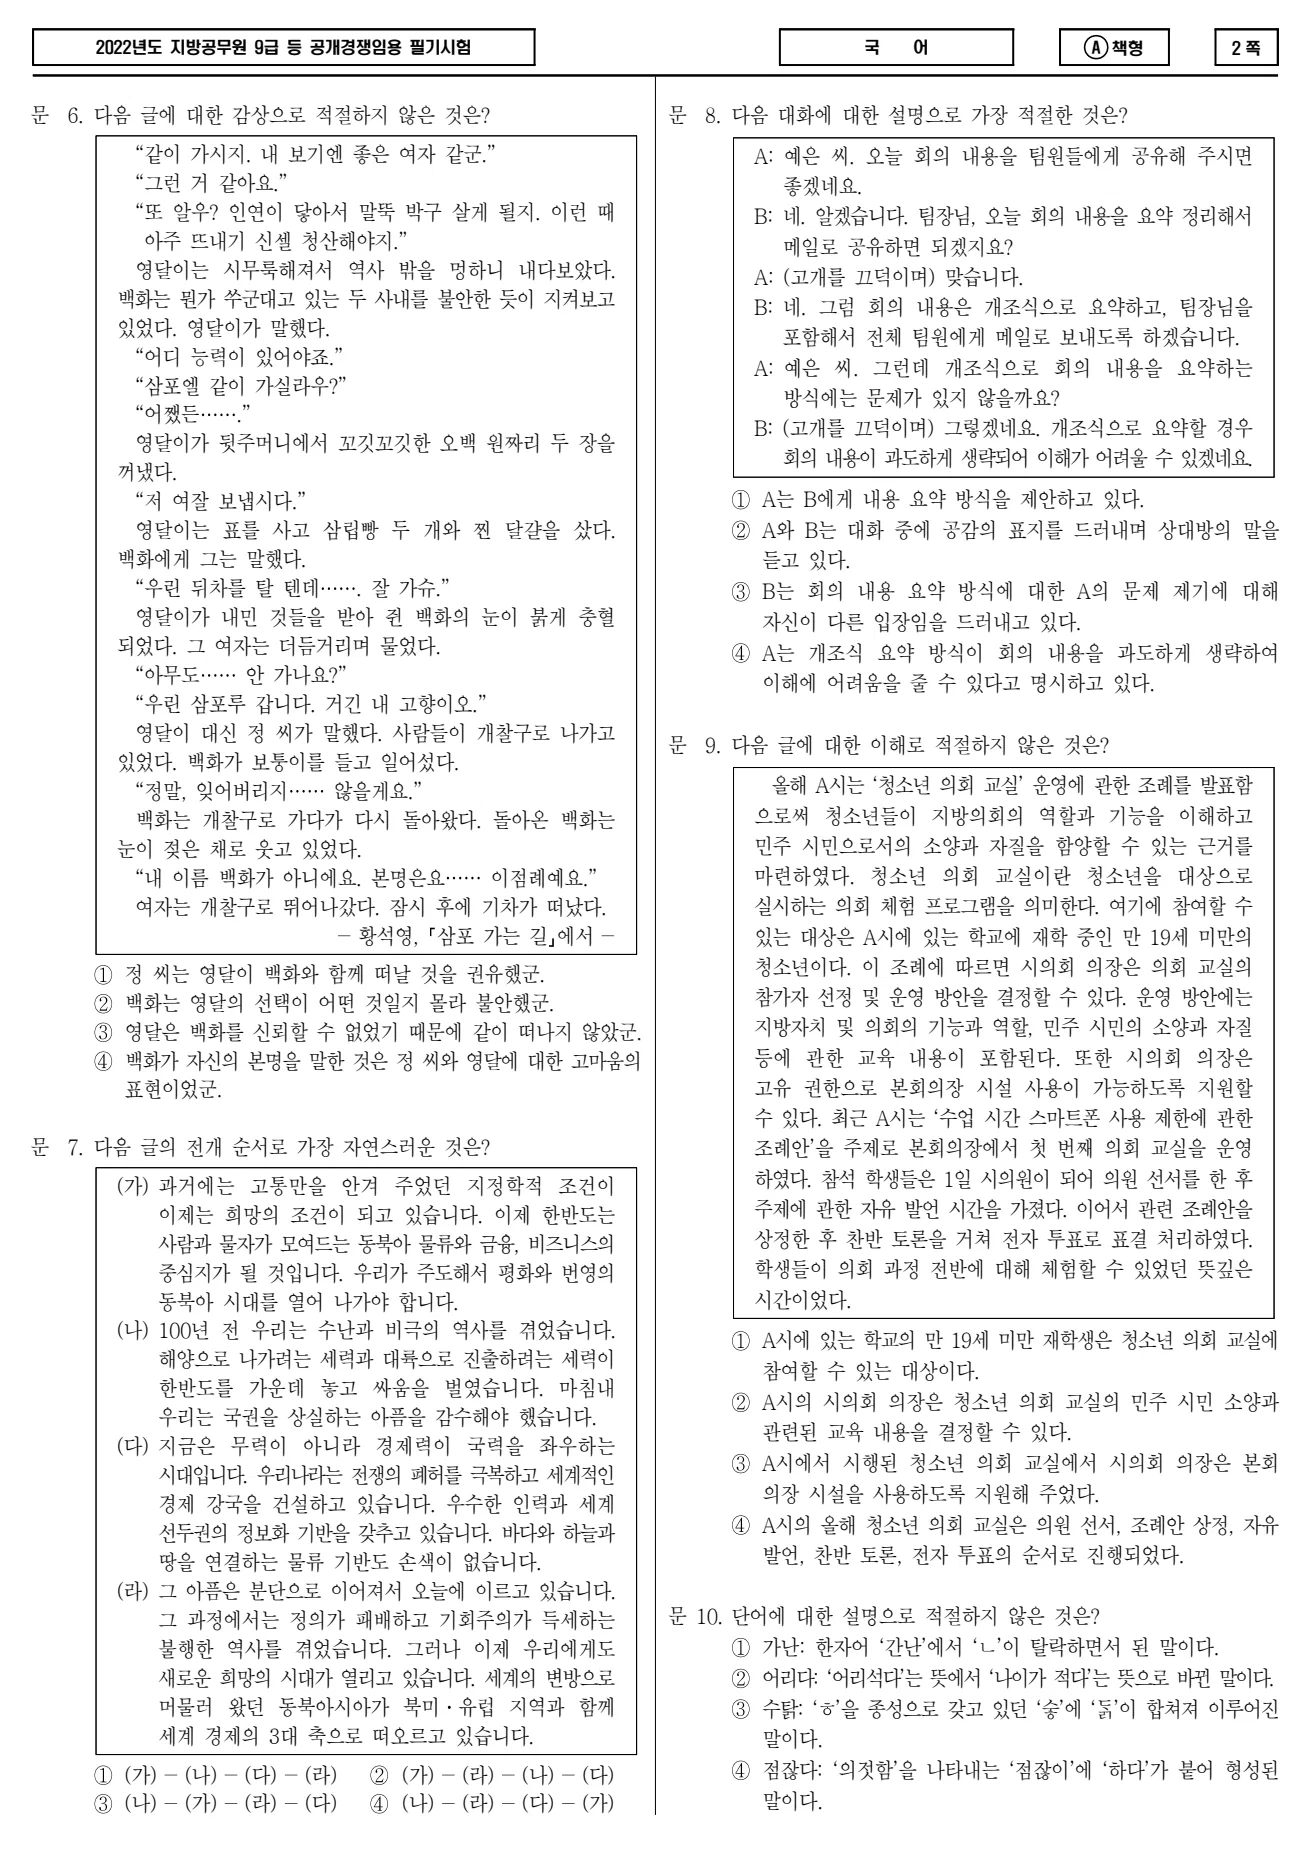 2022년도 지방공무원 9급 등 공개경쟁임용 필기시험
국 어
Ⓐ책형
2쪽
문 6. 다음 글에 대한 감상으로 적절하지 않은 것은?
“같이 가시지. 내 보기엔 좋은 여자 같군.”
“그런 거 같아요.”
“또 알우? 인연이 닿아서 말뚝 박구 살게 될지. 이런 때
아주 뜨내기 신셀 청산해야지.”
영달이는 시무룩해져서 역사 밖을 멍하니 내다보았다.
백화는 뭔가 쑤군대고 있는 두 사내를 불안한 듯이 지켜보고
있었다. 영달이가 말했다.
“어디 능력이 있어야죠.”
“삼포엘 같이 가실라우?”
“어쨌든……”
영달이가 뒷주머니에서 꼬깃꼬깃한 오백 원짜리 두 장을
꺼냈다.
“저 여잘 보냅시다.”
영달이는 표를 사고 삼립빵 두 개와 찐 달걀을 샀다.
백화에게 그는 말했다.
“우린 뒤차를 탈 텐데……. 잘 가슈.”
영달이가 내민 것들을 받아 쥔 백화의 눈이 붉게 충혈
되었다. 그 여자는 더듬거리며 물었다.
“아무도…… 안 가나요?”
“우린 삼포루 갑니다. 거긴 내 고향이오.”
영달이 대신 정 씨가 말했다. 사람들이 개찰구로 나가고
있었다. 백화가 보퉁이를 들고 일어섰다.
“정말, 잊어버리지…… 않을게요.”
백화는 개찰구로 가다가 다시 돌아왔다. 돌아온 백화는
눈이 젖은 채로 웃고 있었다.
“내 이름 백화가 아니에요. 본명은요…… 이점례예요.”
여자는 개찰구로 뛰어나갔다. 잠시 후에 기차가 떠났다.
－ 황석영, 『삼포 가는 길』에서 －
① 정 씨는 영달이 백화와 함께 떠날 것을 권유했군.
② 백화는 영달의 선택이 어떤 것일지 몰라 불안했군.
③ 영달은 백화를 신뢰할 수 없었기 때문에 같이 떠나지 않았군.
④ 백화가 자신의 본명을 말한 것은 정 씨와 영달에 대한 고마움의
표현이었군.
문 7. 다음 글의 전개 순서로 가장 자연스러운 것은?
(가) 과거에는 고통만을 안겨 주었던 지정학적 조건이
이제는 희망의 조건이 되고 있습니다. 이제 한반도는
사람과 물자가 모여드는 동북아 물류와 금융, 비즈니스의
중심지가 될 것입니다. 우리가 주도해서 평화와 번영의
동북아 시대를 열어 나가야 합니다.
(나) 100년 전 우리는 수난과 비극의 역사를 겪었습니다.
해양으로 나가려는 세력과 대륙으로 진출하려는 세력이
한반도를 가운데 놓고 싸움을 벌였습니다. 마침내
우리는 국권을 상실하는 아픔을 감수해야 했습니다.
(다) 지금은 무력이 아니라 경제력이 국력을 좌우하는
시대입니다. 우리나라는 전쟁의 폐허를 극복하고 세계적인
경제 강국을 건설하고 있습니다. 우수한 인력과 세계
선두권의 정보화 기반을 갖추고 있습니다. 바다와 하늘과
땅을 연결하는 물류 기반도 손색이 없습니다.
(라) 그 아픔은 분단으로 이어져서 오늘에 이르고 있습니다.
그 과정에서는 정의가 패배하고 기회주의가 득세하는
불행한 역사를 겪었습니다. 그러나 이제 우리에게도
새로운 희망의 시대가 열리고 있습니다. 세계의 변방으로
머물러 왔던 동북아시아가 북미·유럽 지역과 함께
세계 경제의 3대 축으로 떠오르고 있습니다.
① (가) － (나) － (다) － (라) ② (가) － (라) － (나) － (다)
③ (나) － (가) － (라) － (다) ④ (나) － (라) － (다) － (가)
문 8. 다음 대화에 대한 설명으로 가장 적절한 것은?
A: 예은 씨. 오늘 회의 내용을 팀원들에게 공유해 주시면
좋겠네요.
B: 네. 알겠습니다. 팀장님, 오늘 회의 내용을 요약 정리해서
메일로 공유하면 되겠지요?
A: (고개를 끄덕이며) 맞습니다.
B: 네. 그럼 회의 내용은 개조식으로 요약하고, 팀장님을
포함해서 전체 팀원에게 메일로 보내도록 하겠습니다.
A: 예은 씨. 그런데 개조식으로 회의 내용을 요약하는
방식에는 문제가 있지 않을까요?
B: (고개를 끄덕이며) 그렇겠네요. 개조식으로 요약할 경우
회의 내용이 과도하게 생략되어 이해가 어려울 수 있겠네요.
① A는 B에게 내용 요약 방식을 제안하고 있다.
② A와 B는 대화 중에 공감의 표지를 드러내며 상대방의 말을
듣고 있다.
③ B는 회의 내용 요약 방식에 대한 A의 문제 제기에 대해
자신이 다른 입장임을 드러내고 있다.
④ A는 개조식 요약 방식이 회의 내용을 과도하게 생략하여
이해에 어려움을 줄 수 있다고 명시하고 있다.
문 9. 다음 글에 대한 이해로 적절하지 않은 것은?
올해 A시는 ‘청소년 의회 교실’ 운영에 관한 조례를 발표함
으로써 청소년들이 지방의회의 역할과 기능을 이해하고
민주 시민으로서의 소양과 자질을 함양할 수 있는 근거를
마련하였다. 청소년 의회 교실이란 청소년을 대상으로
실시하는 의회 체험 프로그램을 의미한다. 여기에 참여할 수
있는 대상은 A시에 있는 학교에 재학 중인 만 19세 미만의
청소년이다. 이 조례에 따르면 시의회 의장은 의회 교실의
참가자 선정 및 운영 방안을 결정할 수 있다. 운영 방안에는
지방자치 및 의회의 기능과 역할, 민주 시민의 소양과 자질
등에 관한 교육 내용이 포함된다. 또한 시의회 의장은
고유 권한으로 본회의장 시설 사용이 가능하도록 지원할
수 있다. 최근 A시는 ‘수업 시간 스마트폰 사용 제한에 관한
조례안’을 주제로 본회의장에서 첫 번째 의회 교실을 운영
하였다. 참석 학생들은 1일 시의원이 되어 의원 선서를 한 후
주제에 관한 자유 발언 시간을 가졌다. 이어서 관련 조례안을
상정한 후 찬반 토론을 거쳐 전자 투표로 표결 처리하였다.
학생들이 의회 과정 전반에 대해 체험할 수 있었던 뜻깊은
시간이었다.
① A시에 있는 학교의 만 19세 미만 재학생은 청소년 의회 교실에
참여할 수 있는 대상이다.
② A시의 시의회 의장은 청소년 의회 교실의 민주 시민 소양과
관련된 교육 내용을 결정할 수 있다.
③ A시에서 시행된 청소년 의회 교실에서 시의회 의장은 본회
의장 시설을 사용하도록 지원해 주었다.
④ A시의 올해 청소년 의회 교실은 의원 선서, 조례안 상정, 자유
발언, 찬반 토론, 전자 투표의 순서로 진행되었다.
문 10. 단어에 대한 설명으로 적절하지 않은 것은?
① 가난: 한자어 ‘간난’에서 ‘ㄴ’이 탈락하면서 된 말이다.
② 어리다: ‘어리석다’는 뜻에서 ‘나이가 적다’는 뜻으로 바뀐 말이다.
③ 수탉: ‘ㅎ’을 종성으로 갖고 있던 ‘숳’에 ‘ᄃᆞᆰ’이 합쳐져 이루어진
말이다.
④ 점잖다: ‘의젓함’을 나타내는 ‘점잖이’에 ‘하다’가 붙어 형성된
말이다.